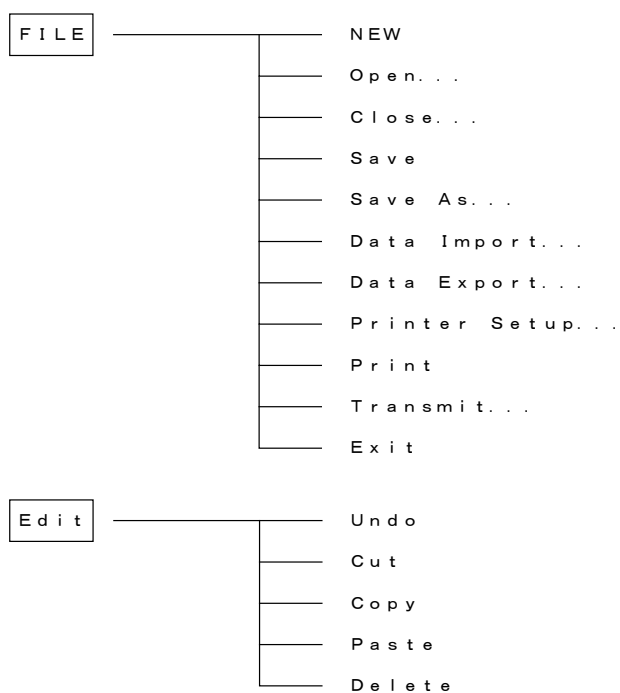 FILE NEW
Open...
Close...
Save
Save As...
Data Import...
Data Export...
Printer Setup...
Print
Transmit...
Exit
Edit Undo
Cut
Copy
Paste
Delete